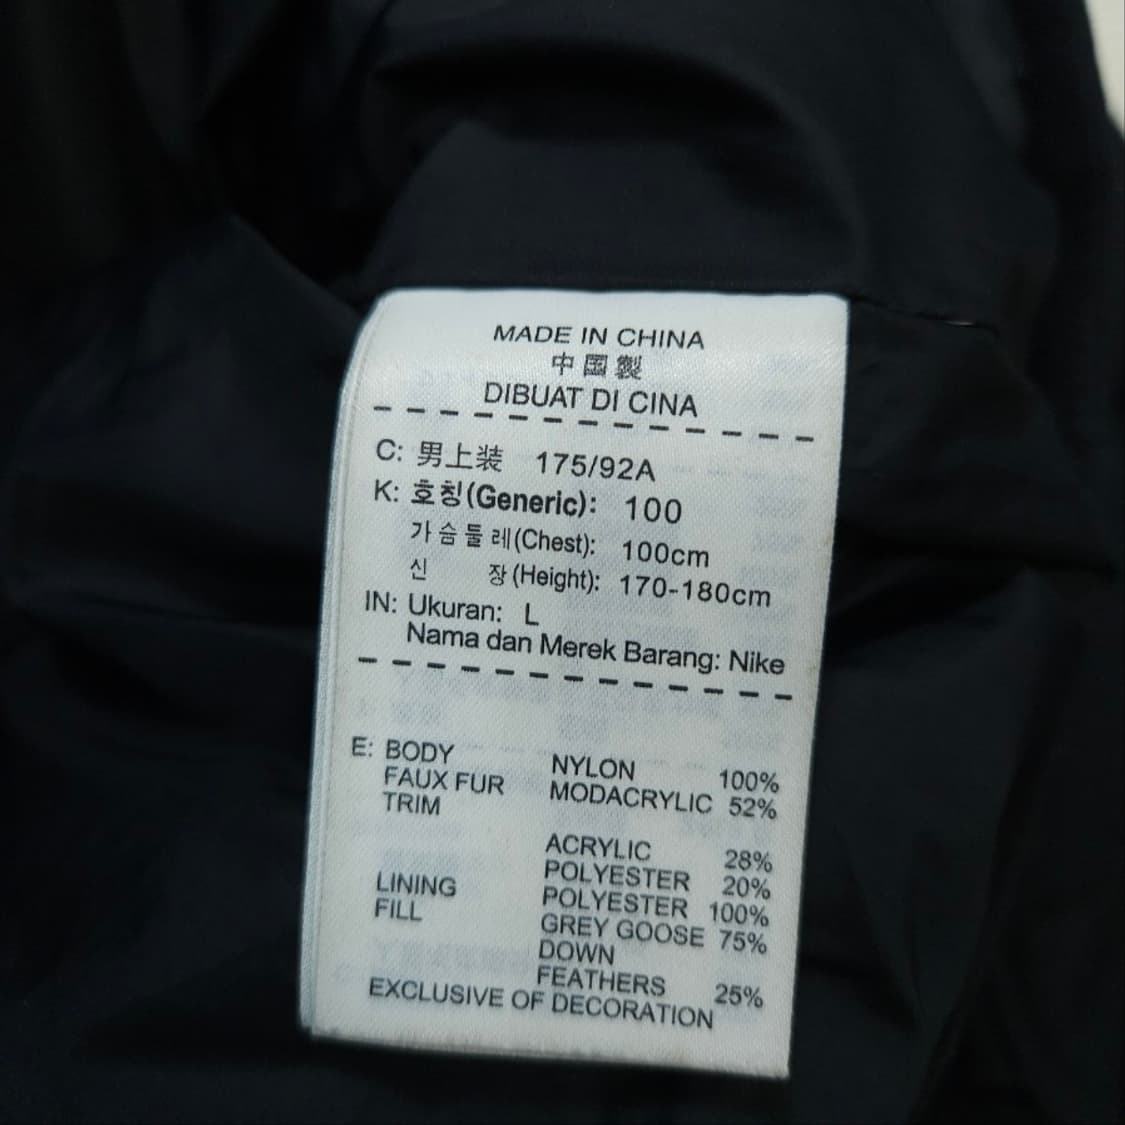 MADE IN CHINA
中国製
DIBUAT DI CINA
C: 男上装 175/92A
K: 호칭(Generic): 100
가슴둘레(Chest): 100cm
신 장(Height): 170-180cm
IN: Ukuran: L
Nama dan Merek Barang: Nike
E: BODY NYLON 100%
FAUX FUR MODACRYLIC 52%
TRIM
ACRYLIC 28%
POLYESTER 20%
LINING POLYESTER 100%
FILL GREY GOOSE 75%
DOWN
FEATHERS 25%
EXCLUSIVE OF DECORATION